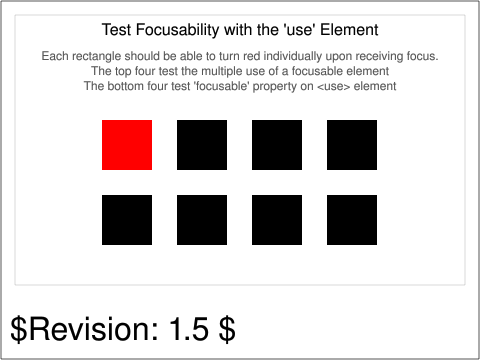 Test Focusability with the 'use' Element
Each rectangle should be able to turn red individually upon receiving focus.
The top four test the multiple use of a focusable element
The bottom four test 'focusable' property on <use> element
$Revision: 1.5 $